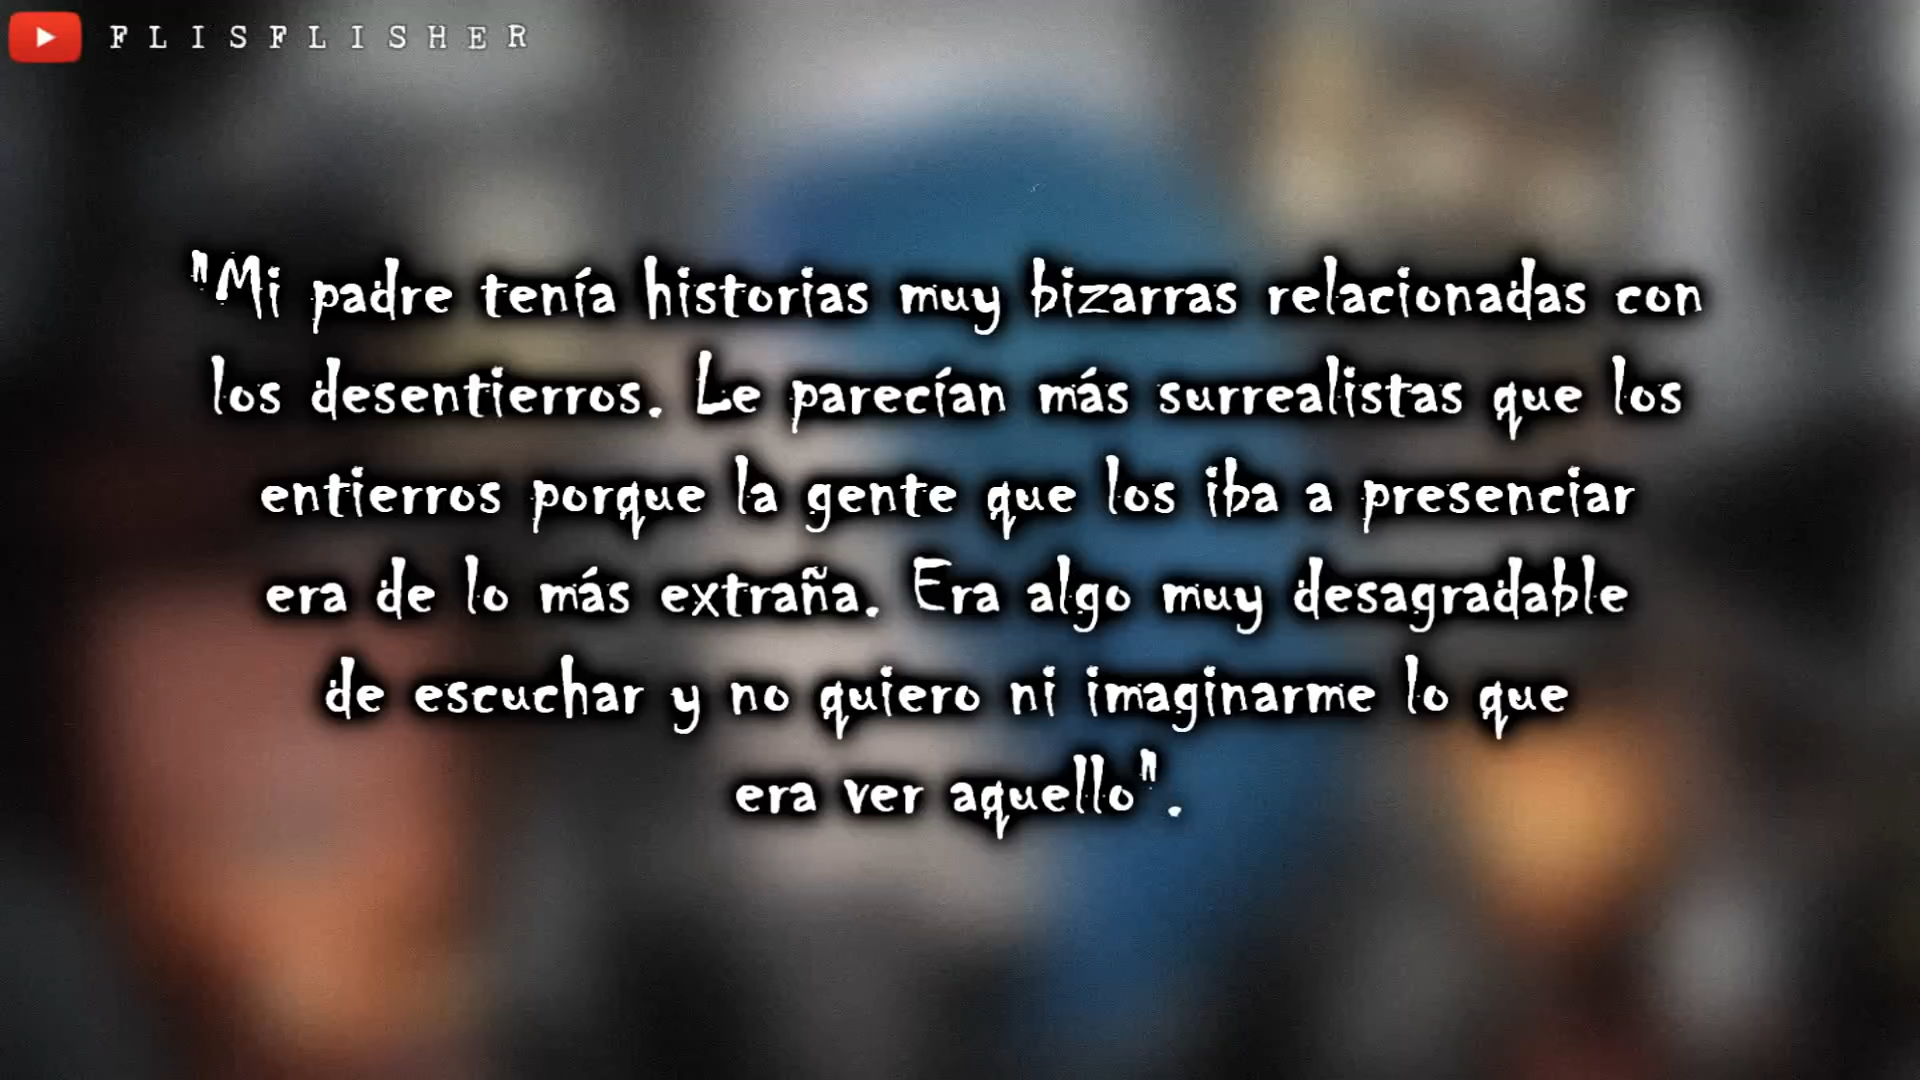 FLISFLISHER
"Mi padre tenía historias muy bizarras relacionadas con
los desentierros. Le parecían más surrealistas que los
entierros porque la gente que los iba a presenciar
era de lo más extraña. Era algo muy desagradable
de escuchar y no quiero ni imaginarme lo que
era ver aquello".